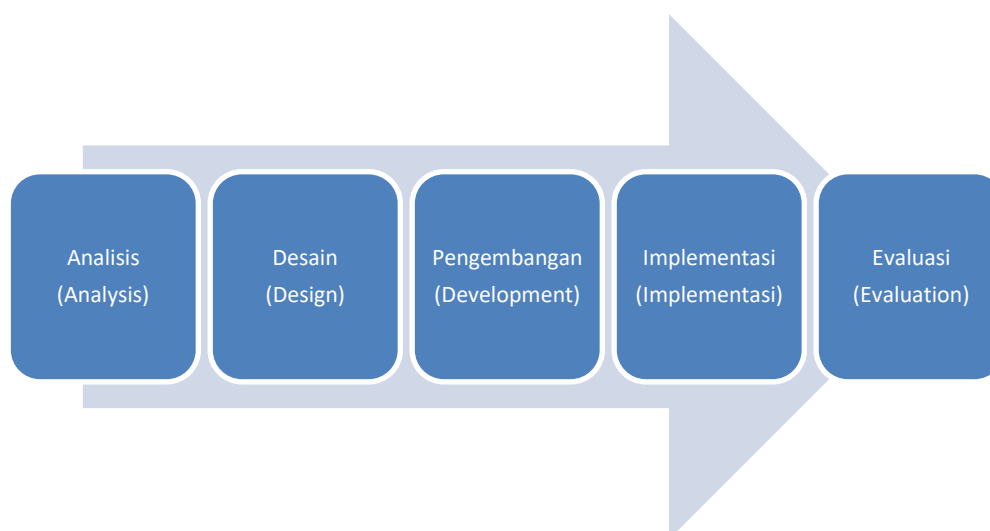 Analisis
(Analysis)
Desain
(Design)
Pengembangan
(Development)
Implementasi
(Implementasi)
Evaluasi
(Evaluation)